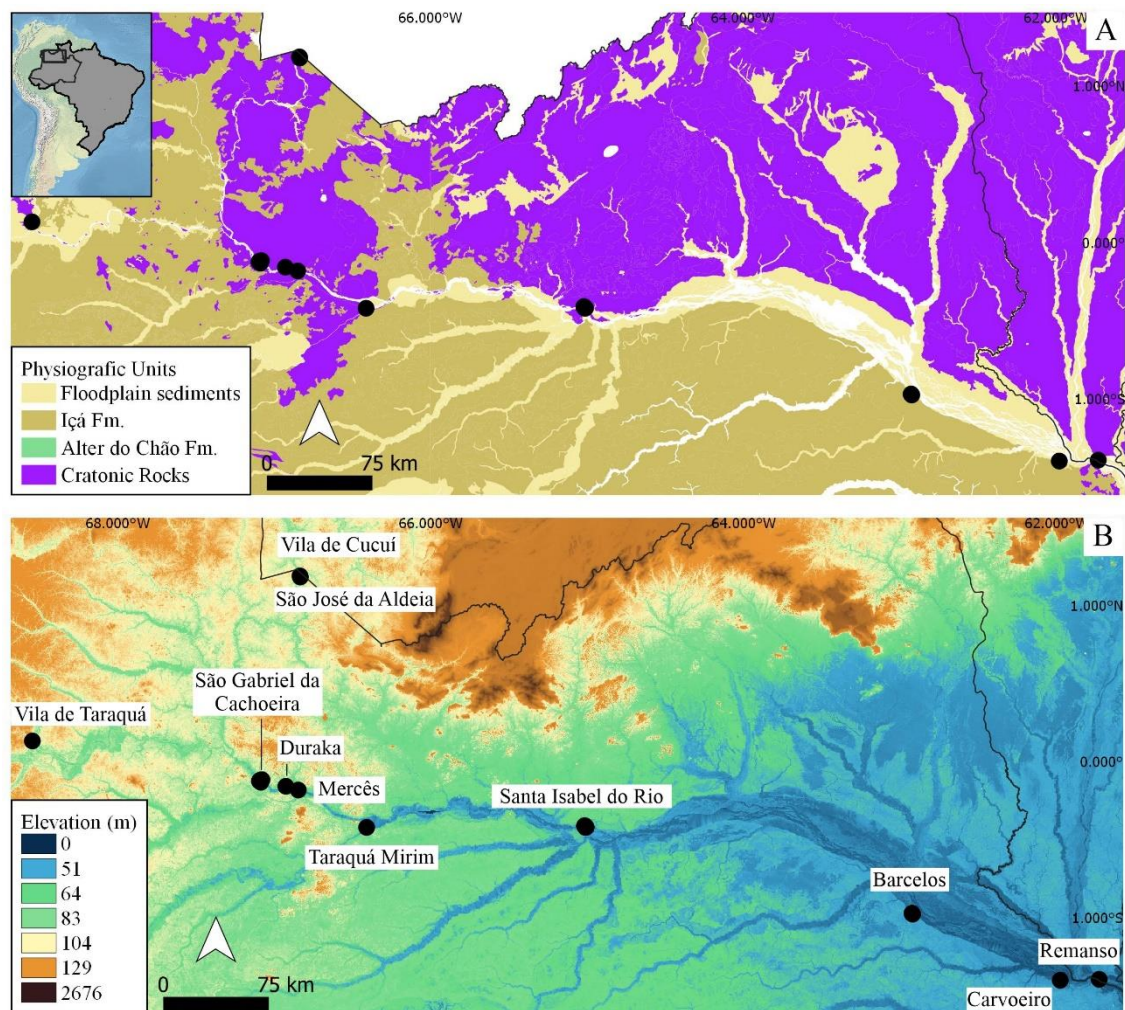 66.000°W
64.000°W
62.000°W
A
1.000°N
0.000°S
1.000°S
Physiografic Units
Floodplain sediments
Içá Fm.
Alter do Chão Fm.
Cratonic Rocks
0
75 km
68.000°W
66.000°W
64.000°W
62.000°W
B
Vila de Cucuí
São José da Aldeia
1.000°N
São Gabriel da
Cachoeira
Vila de Taraquá
Duraka
0.000°S
Mercês
Santa Isabel do Rio
Taraquá Mirim
Elevation (m)
0
51
64
83
104
129
2676
Barcelos
1.000°S
Remanso
Carvoeiro
0
75 km